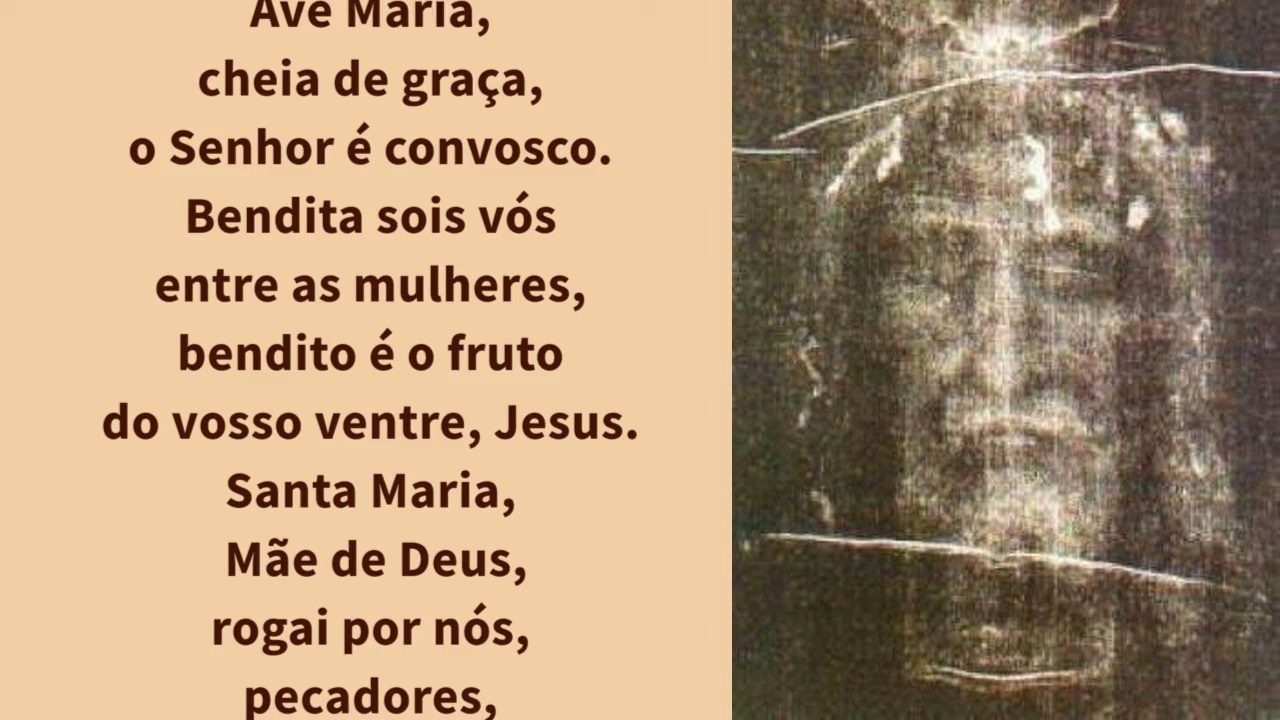 Ave Maria,
cheia de graça,
o Senhor é convosco.
Bendita sois vós
entre as mulheres,
bendito é o fruto
do vosso ventre, Jesus.
Santa Maria,
Mãe de Deus,
rogai por nós,
pecadores,